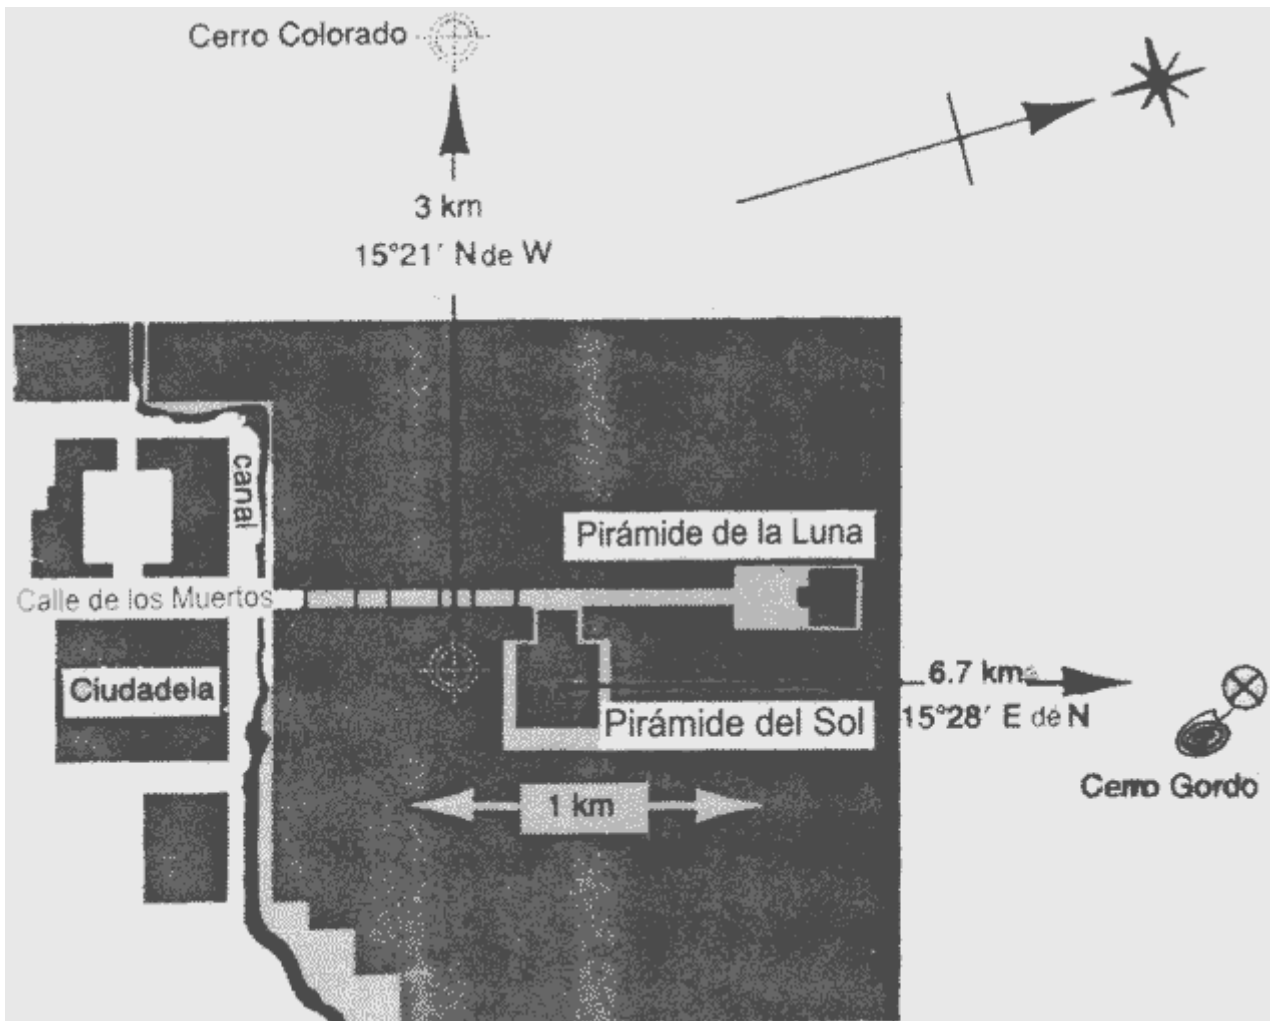 Cerro Colorado
3 km
15°21′ N de W
canal
Pirámide de la Luna
Calle de los Muertos
Ciudadela
6.7 km
Pirámide del Sol
15°28′ E de N
Cerro Gordo
1 km